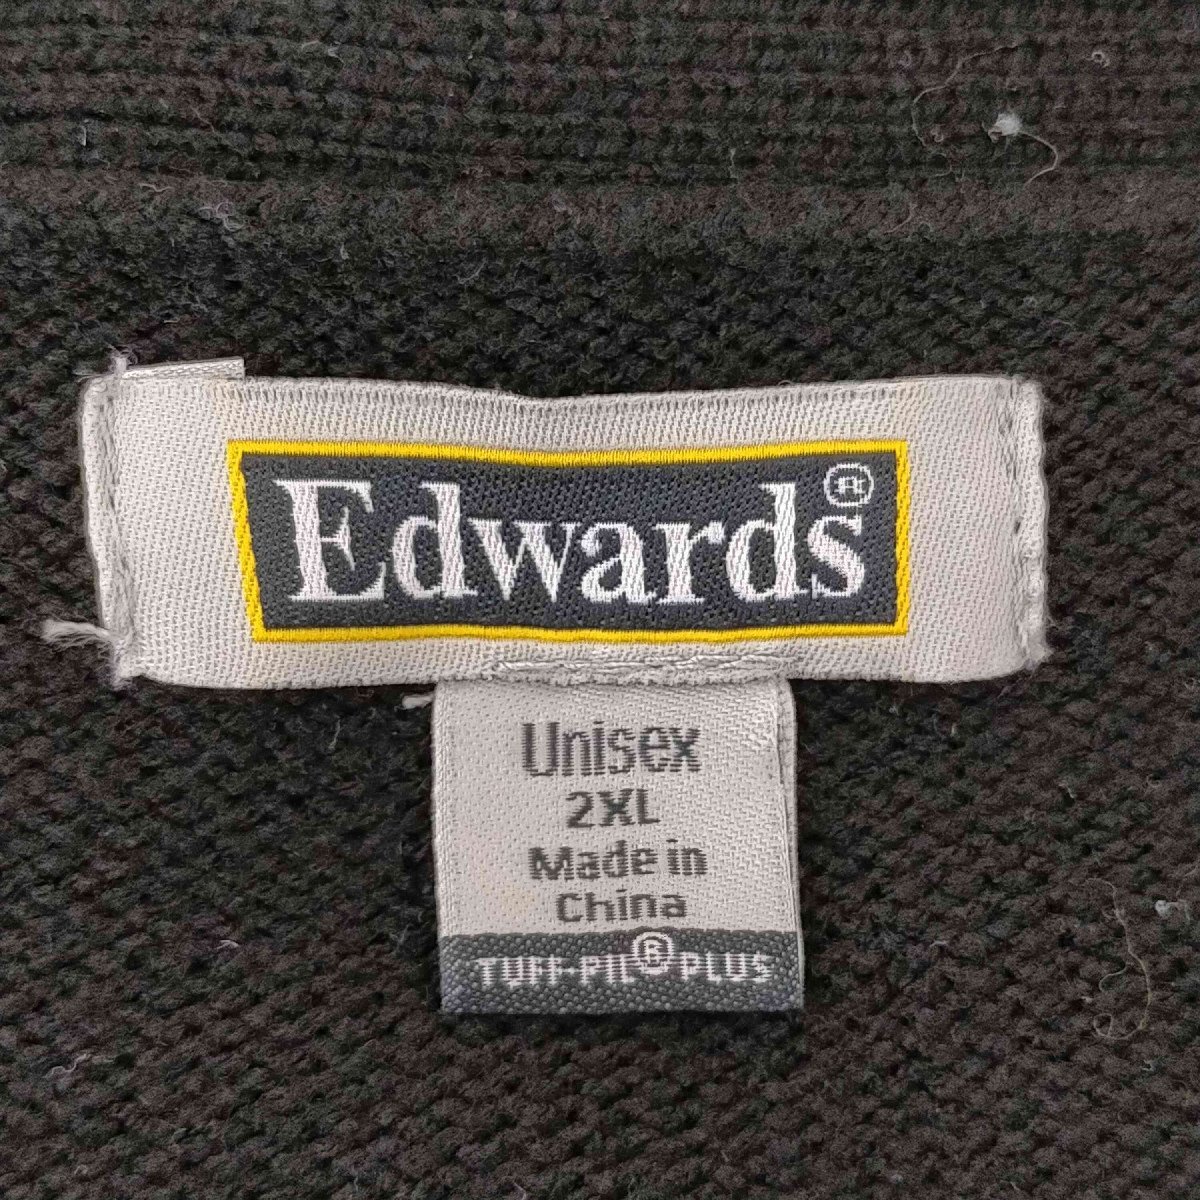 Edwards®
Unisex
2XL
Made in
China
TUFF-PIL® PLUS